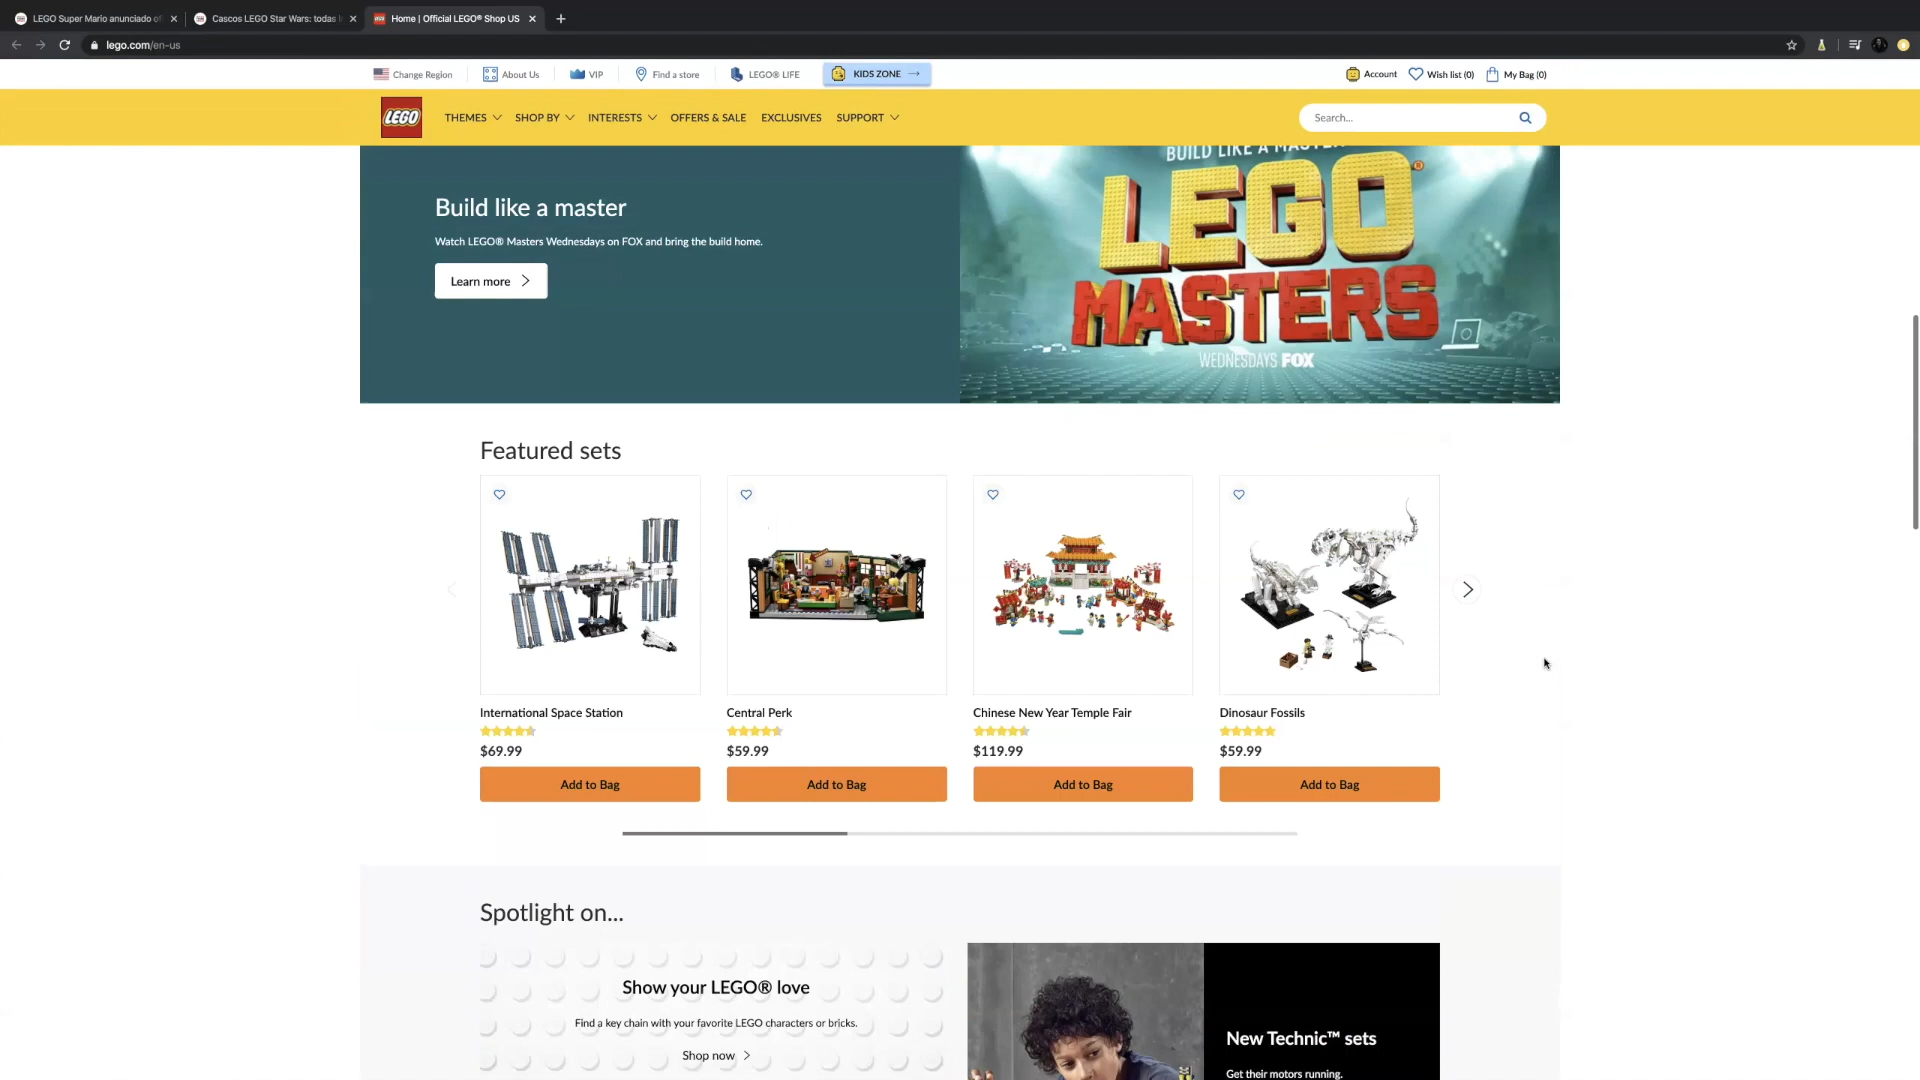 LEGO Super Mario anunciado of
Cascos LEGO Star Wars: todas l
Home | Official LEGO® Shop US
lego.com/en-us
Change Region
About Us
VIP
Find a store
LEGO® LIFE
KIDS ZONE
Account
Wish list (0)
My Bag (0)
LEGO
THEMES
SHOP BY
INTERESTS
OFFERS & SALE
EXCLUSIVES
SUPPORT
Search...
Build like a master
Watch LEGO® Masters Wednesdays on FOX and bring the build home.
Learn more
BUILD LIKE A MASTER
LEGO®
MASTERS
WEDNESDAYS FOX
Featured sets
International Space Station
$69.99
Add to Bag
Central Perk
$59.99
Add to Bag
Chinese New Year Temple Fair
$119.99
Add to Bag
Dinosaur Fossils
$59.99
Add to Bag
Spotlight on...
Show your LEGO® love
Find a key chain with your favorite LEGO characters or bricks.
Shop now
New Technic™ sets
Get their motors running.